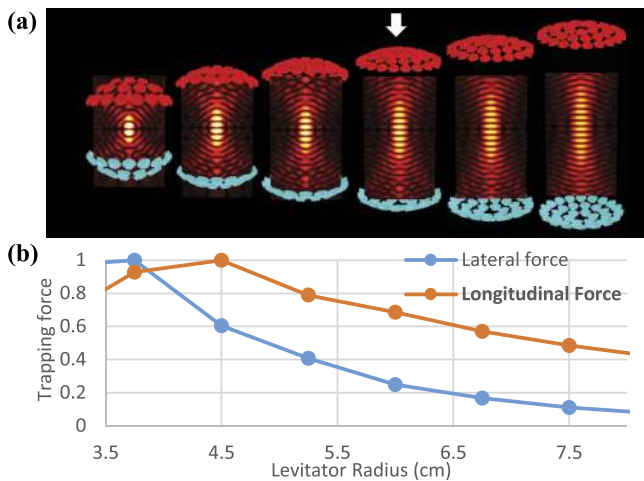 (a)
(b)
Lateral force
Longitudinal Force
Trapping force
1
0.8
0.6
0.4
0.2
0
3.5 4.5 5.5 6.5 7.5
Levitator Radius (cm)